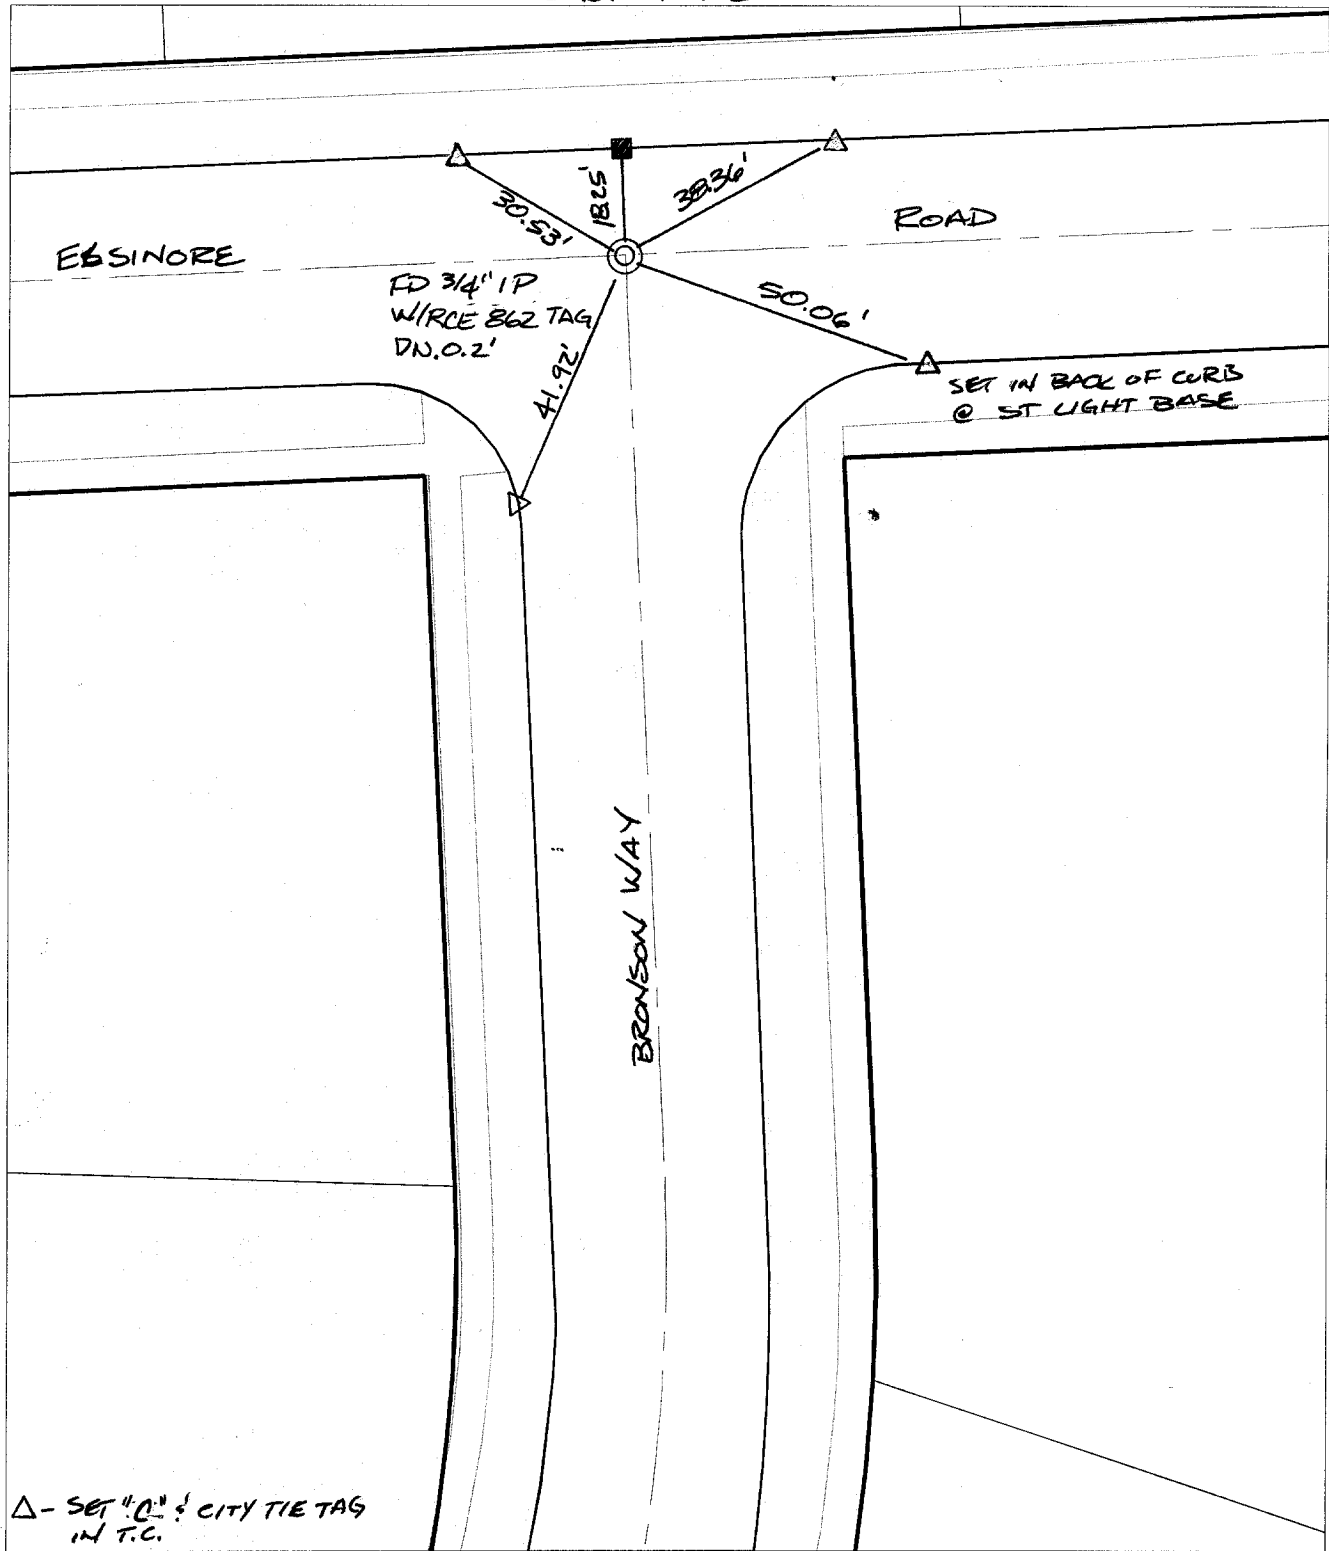 30.53'
18.25'
38.36'
ROAD
EBSINORE
FD 3/4" IP
W/RCE 862 TAG
DN. 0.2'
50.06'
41.92'
SET IN BACK OF CURB
@ ST LIGHT BASE
BRONSON WAY
△- SET "C" & CITY TIE TAG
IN T.C.